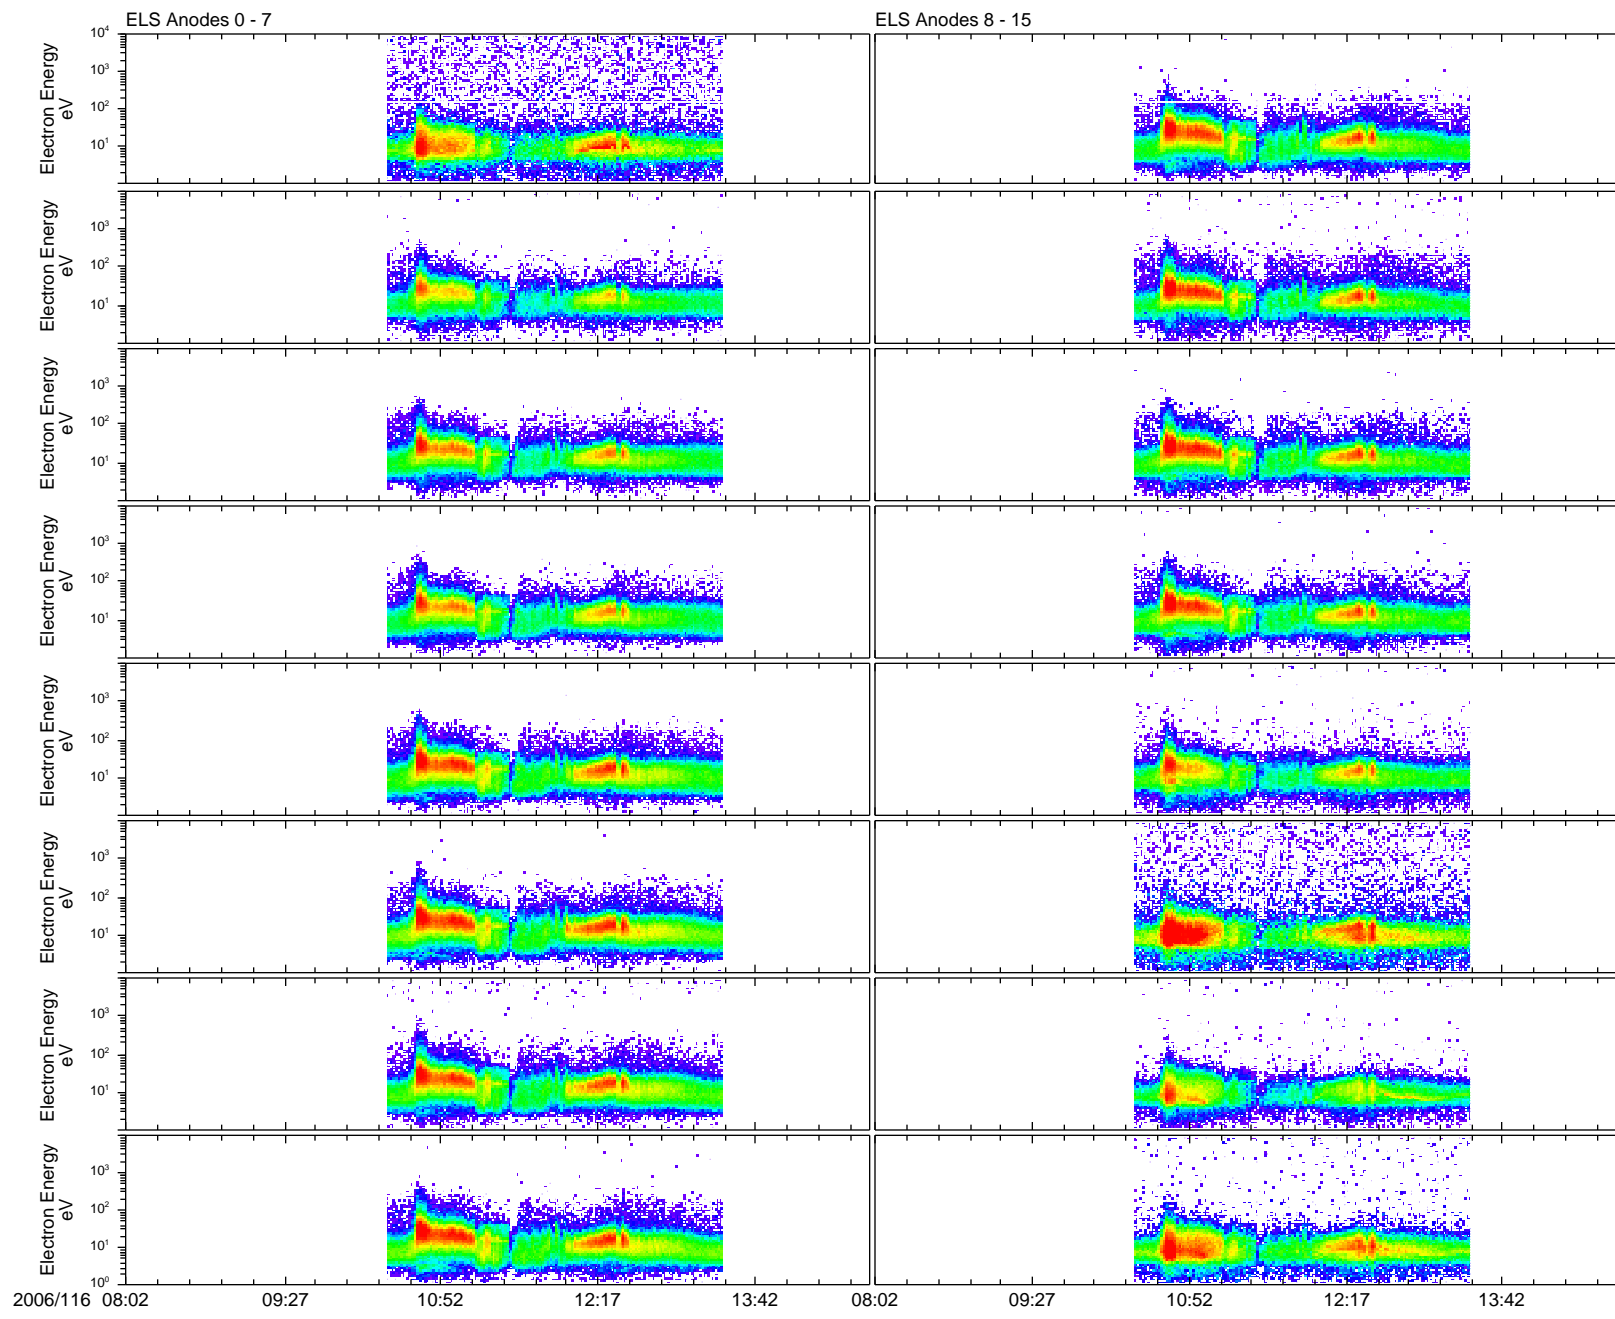 ELS Anodes 0 - 7 ELS Anodes 8 - 15
10⁴
10³
10²
10¹
Electron Energy
eV
10³
10²
10¹
Electron Energy
eV
10³
10²
10¹
Electron Energy
eV
10³
10²
10¹
Electron Energy
eV
10³
10²
10¹
Electron Energy
eV
10³
10²
10¹
Electron Energy
eV
10³
10²
10¹
Electron Energy
eV
10³
10²
10¹
10⁰
Electron Energy
eV
2006/116 08:02 09:27 10:52 12:17 13:42 08:02 09:27 10:52 12:17 13:42